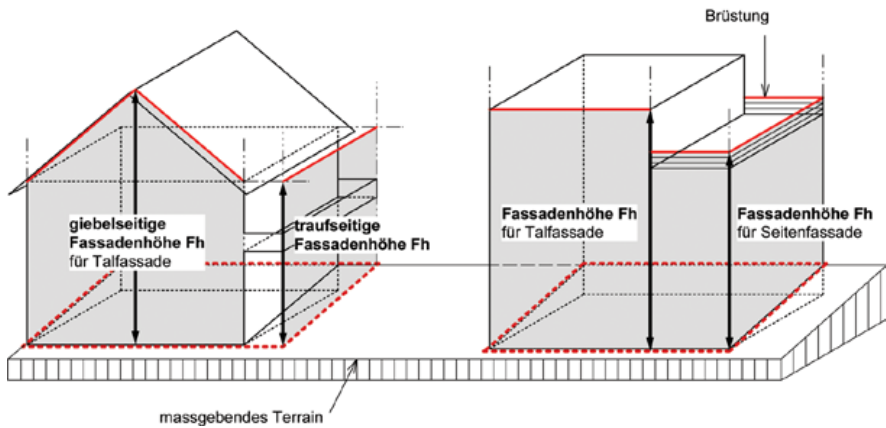 Brüstung
giebelseitige
Fassadenhöhe Fh
für Talfassade
traufseitige
Fassadenhöhe Fh
Fassadenhöhe Fh
für Talfassade
Fassadenhöhe Fh
für Seitenfassade
massgebendes Terrain